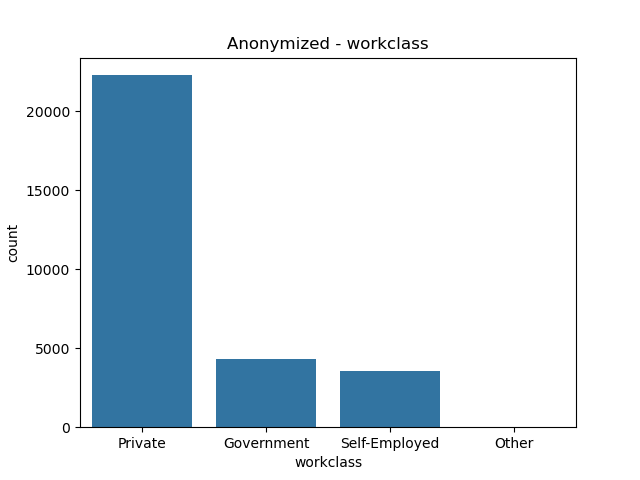 Anonymized - workclass
20000
15000
10000
5000
0
count
Private Government Self-Employed Other
workclass